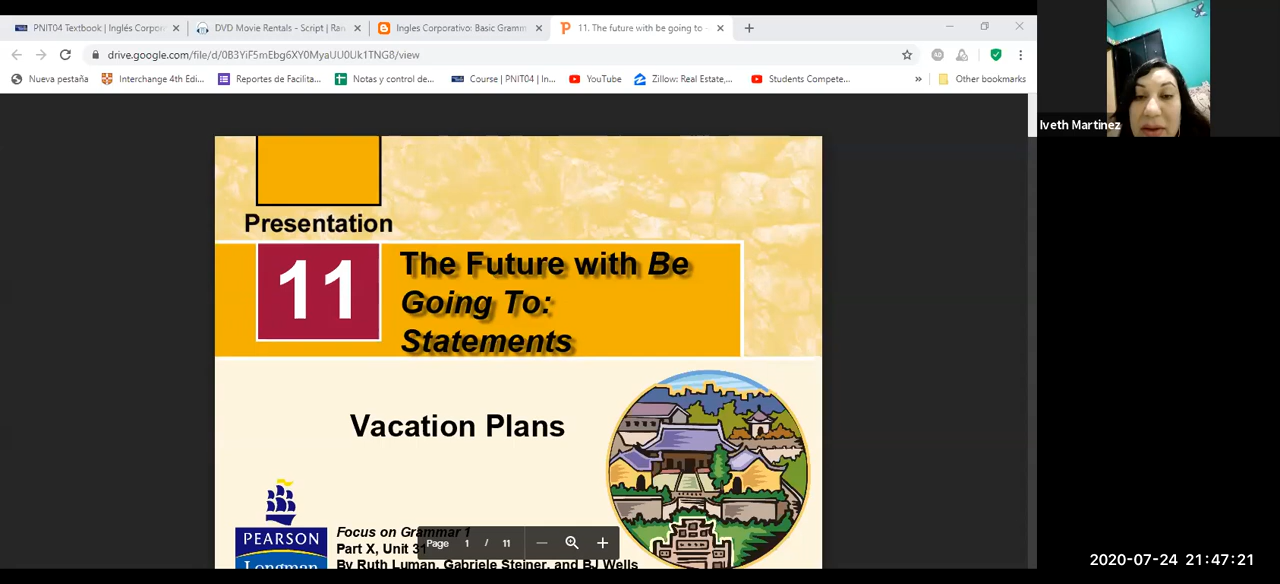 PNIT04 Textbook | Inglés Corpor
DVD Movie Rentals - Script | Ran
Ingles Corporativo: Basic Gramm
11. The future with be going to -
drive.google.com/file/d/0B3YiF5mEbg6XY0MyaUU0Uk1TNG8/view
Nueva pestaña
Interchange 4th Edi...
Reportes de Facilita...
Notas y control de...
Course | PNIT04 | In...
YouTube
Zillow: Real Estate,...
Students Compete...
»
Other bookmarks
Iveth Martinez
Presentation
11
The Future with Be
Going To:
Statements
Vacation Plans
PEARSON
Longman
Focus on Grammar 1
Part X, Unit 31
By Ruth Luman, Gabriele Steiner, and BJ Wells
Page 1 / 11
2020-07-24 21:47:21